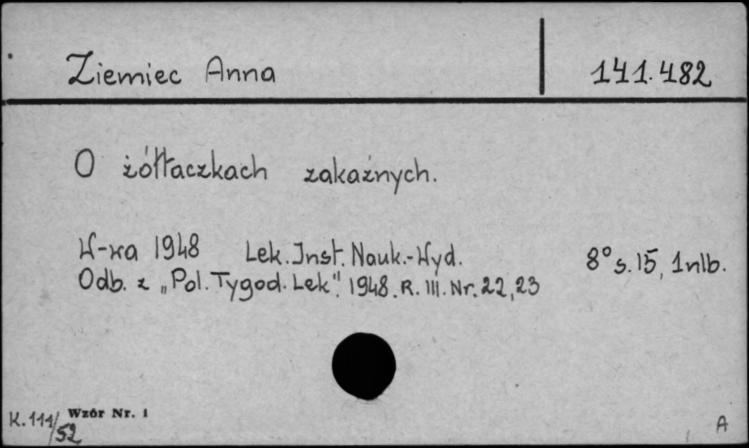 Ziemiec Anna 141.482
O żółtaczkach zakaźnych.
W-wa 1948 Lek. Inst. Nauk.-Wyd. 8° s. 15, 1nlb.
Odb. z „Pol. Tygod. Lek". 1948. R. III. Nr. 22, 23
K. 111/52 Wzór Nr. 1 A